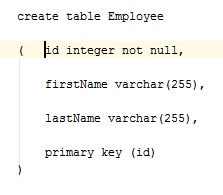 create table Employee
( id integer not null,
firstName varchar(255),
lastName varchar(255),
primary key (id)
)